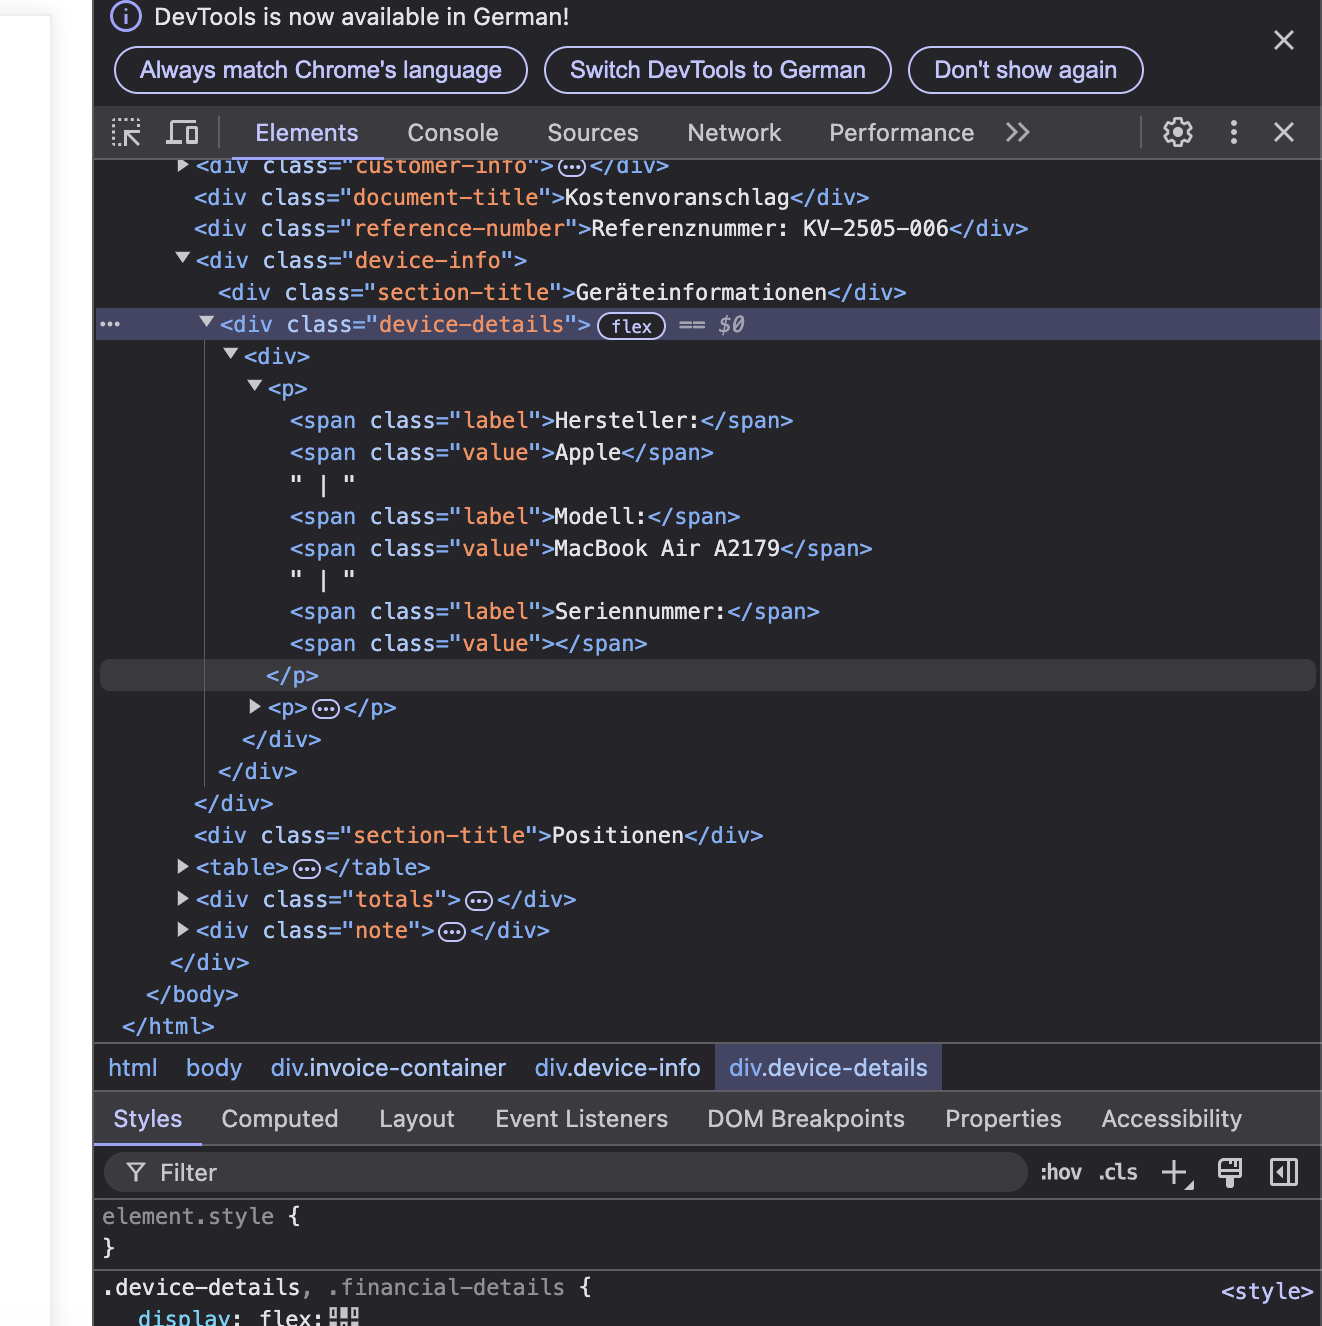 DevTools is now available in German!
Always match Chrome's language Switch DevTools to German Don't show again
Elements Console Sources Network Performance
<div class="customer-info">…</div>
<div class="document-title">Kostenvoranschlag</div>
<div class="reference-number">Referenznummer: KV-2505-006</div>
<div class="device-info">
<div class="section-title">Geräteinformationen</div>
<div class="device-details"> flex == $0
<div>
<p>
<span class="label">Hersteller:</span>
<span class="value">Apple</span>
" | "
<span class="label">Modell:</span>
<span class="value">MacBook Air A2179</span>
" | "
<span class="label">Seriennummer:</span>
<span class="value"></span>
</p>
<p>…</p>
</div>
</div>
</div>
<div class="section-title">Positionen</div>
<table>…</table>
<div class="totals">…</div>
<div class="note">…</div>
</div>
</body>
</html>
html body div.invoice-container div.device-info div.device-details
Styles Computed Layout Event Listeners DOM Breakpoints Properties Accessibility
Filter :hov .cls
element.style {
}
.device-details, .financial-details { <style>
display: flex;